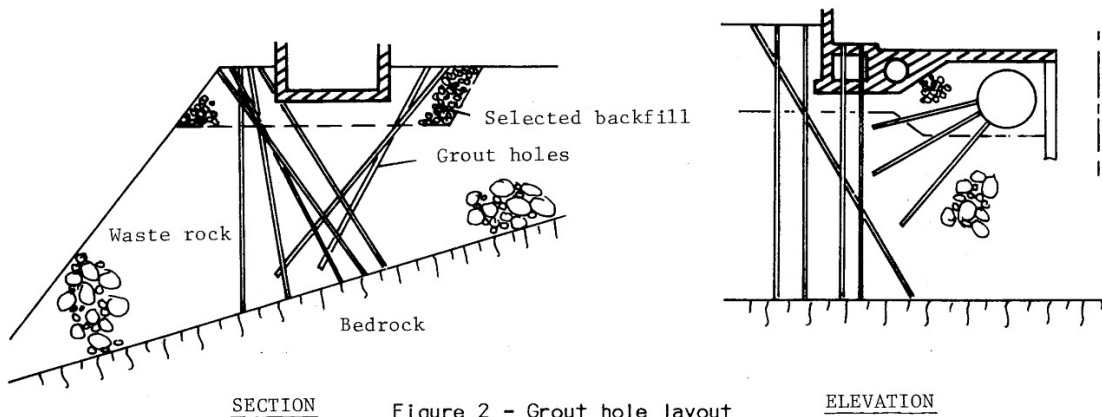 Selected backfill
Grout holes
Waste rock
Bedrock
SECTION
Figure 2 - Grout hole layout
ELEVATION